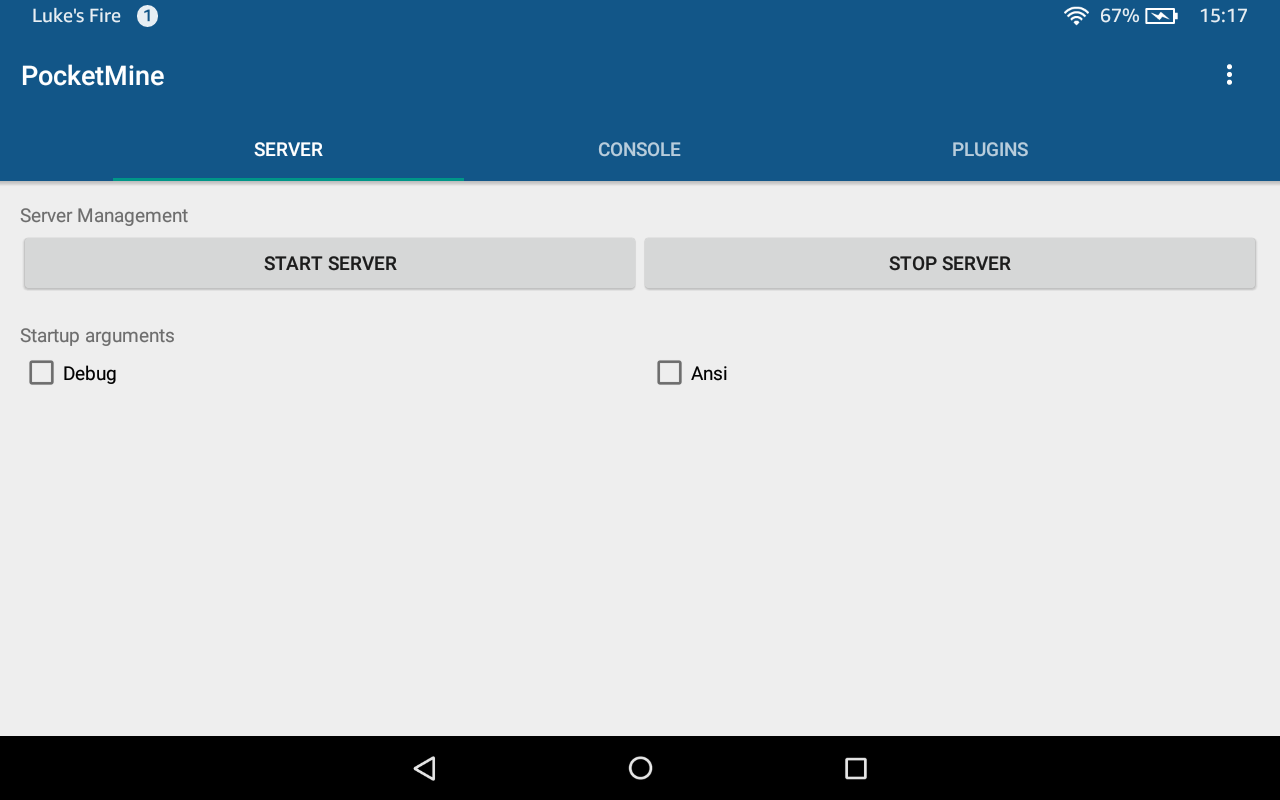 Luke's Fire 1 67% 15:17
PocketMine
SERVER CONSOLE PLUGINS
Server Management
START SERVER STOP SERVER
Startup arguments
Debug Ansi